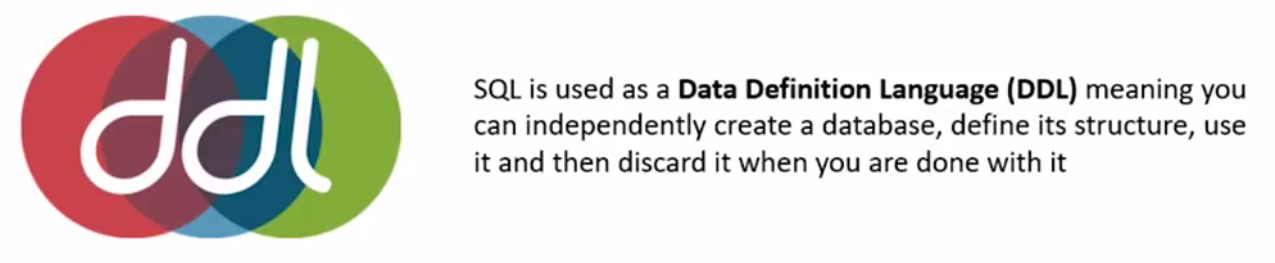 ddl
SQL is used as a Data Definition Language (DDL) meaning you
can independently create a database, define its structure, use
it and then discard it when you are done with it